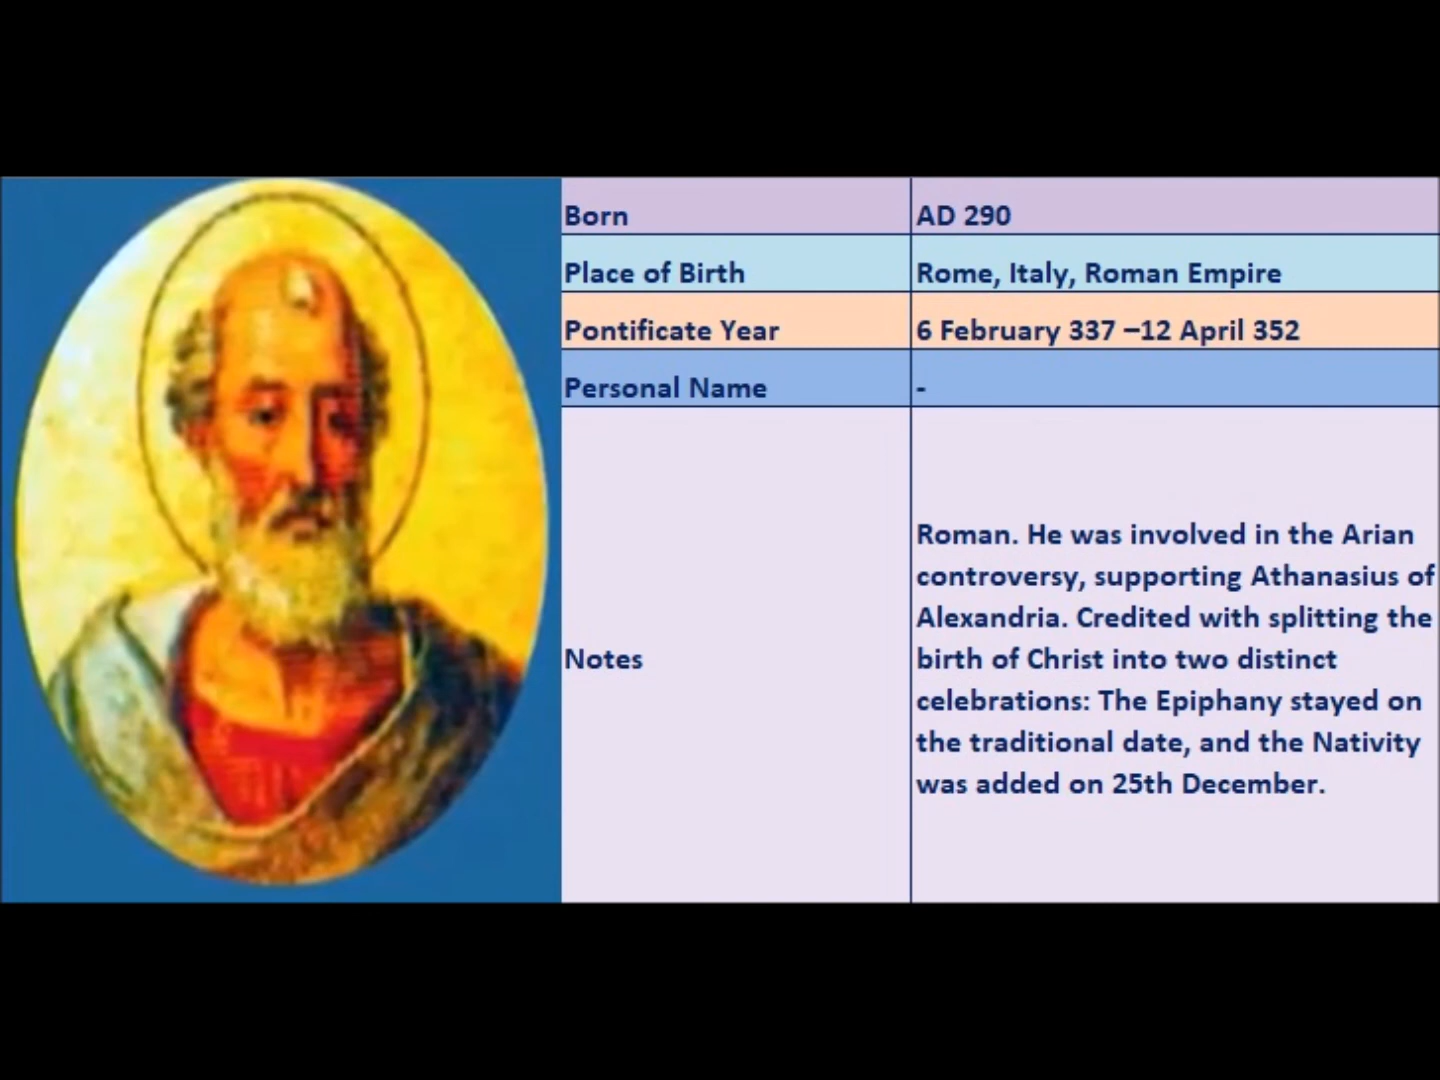 Born AD 290
Place of Birth Rome, Italy, Roman Empire
Pontificate Year 6 February 337 –12 April 352
Personal Name -
Notes
Roman. He was involved in the Arian
controversy, supporting Athanasius of
Alexandria. Credited with splitting the
birth of Christ into two distinct
celebrations: The Epiphany stayed on
the traditional date, and the Nativity
was added on 25th December.